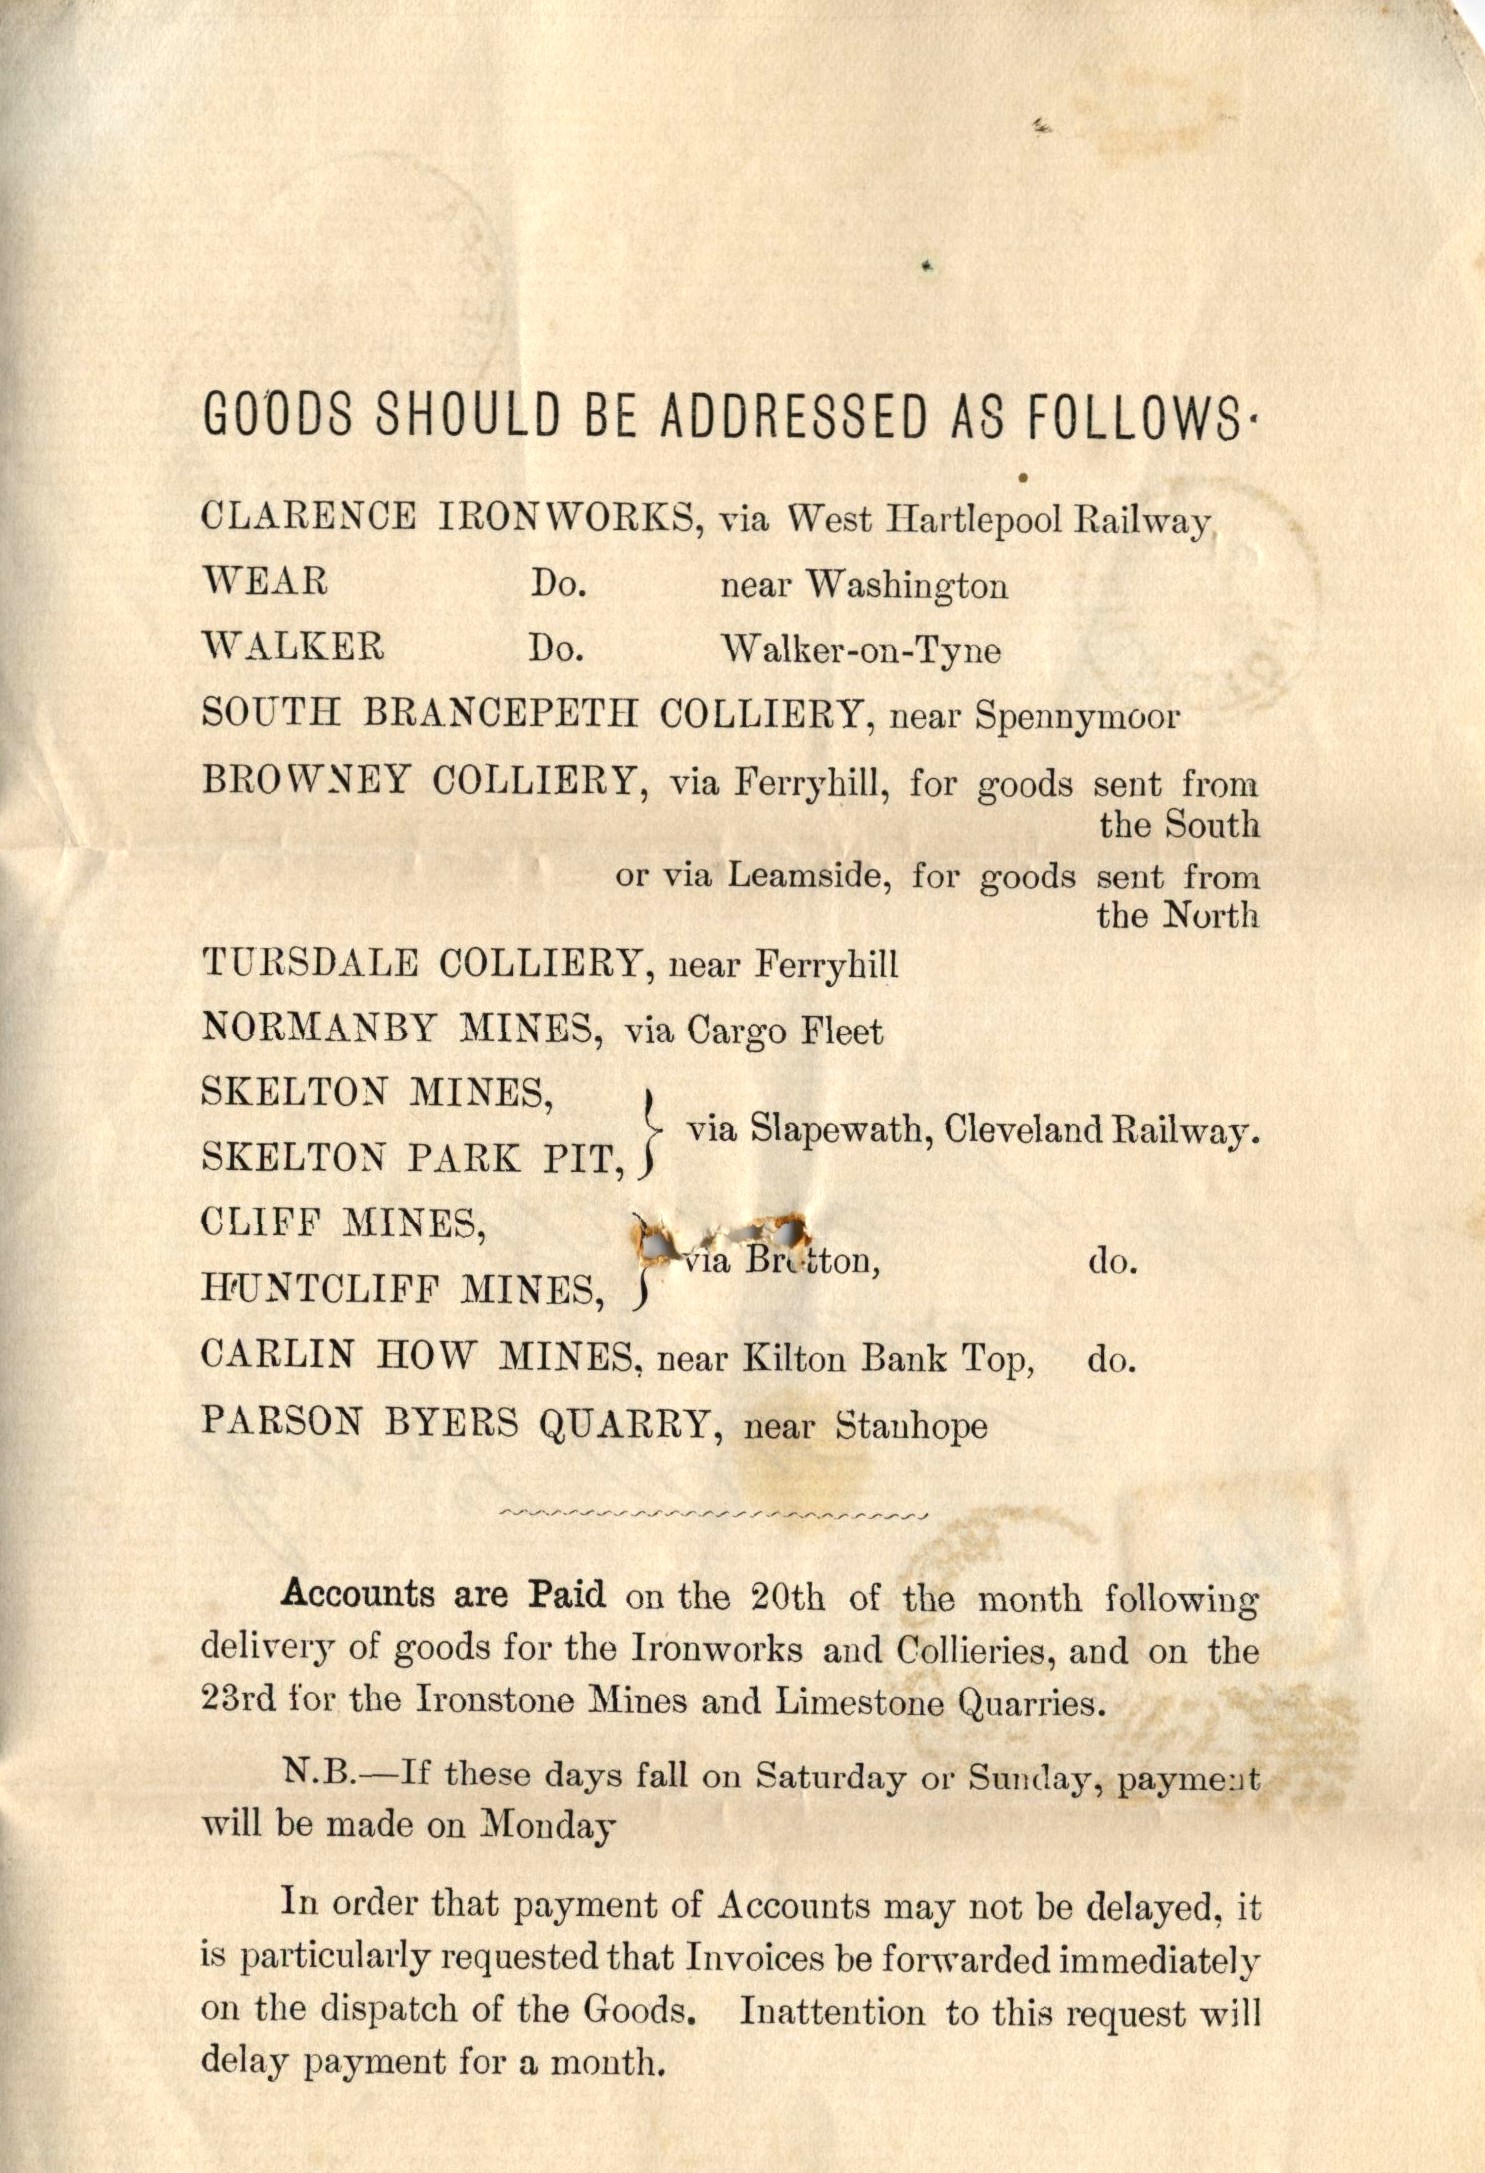 GOODS SHOULD BE ADDRESSED AS FOLLOWS.
CLARENCE IRONWORKS, via West Hartlepool Railway
WEAR Do. near Washington
WALKER Do. Walker-on-Tyne
SOUTH BRANCEPETH COLLIERY, near Spennymoor
BROWNEY COLLIERY, via Ferryhill, for goods sent from
the South
or via Leamside, for goods sent from
the North
TURSDALE COLLIERY, near Ferryhill
NORMANBY MINES, via Cargo Fleet
SKELTON MINES,
via Slapewath, Cleveland Railway.
SKELTON PARK PIT,
CLIFF MINES,
via Brotton, do.
HUNTCLIFF MINES,
CARLIN HOW MINES, near Kilton Bank Top, do.
PARSON BYERS QUARRY, near Stanhope
Accounts are Paid on the 20th of the month following
delivery of goods for the Ironworks and Collieries, and on the
23rd for the Ironstone Mines and Limestone Quarries.
N.B.—If these days fall on Saturday or Sunday, payment
will be made on Monday
In order that payment of Accounts may not be delayed, it
is particularly requested that Invoices be forwarded immediately
on the dispatch of the Goods. Inattention to this request will
delay payment for a month.